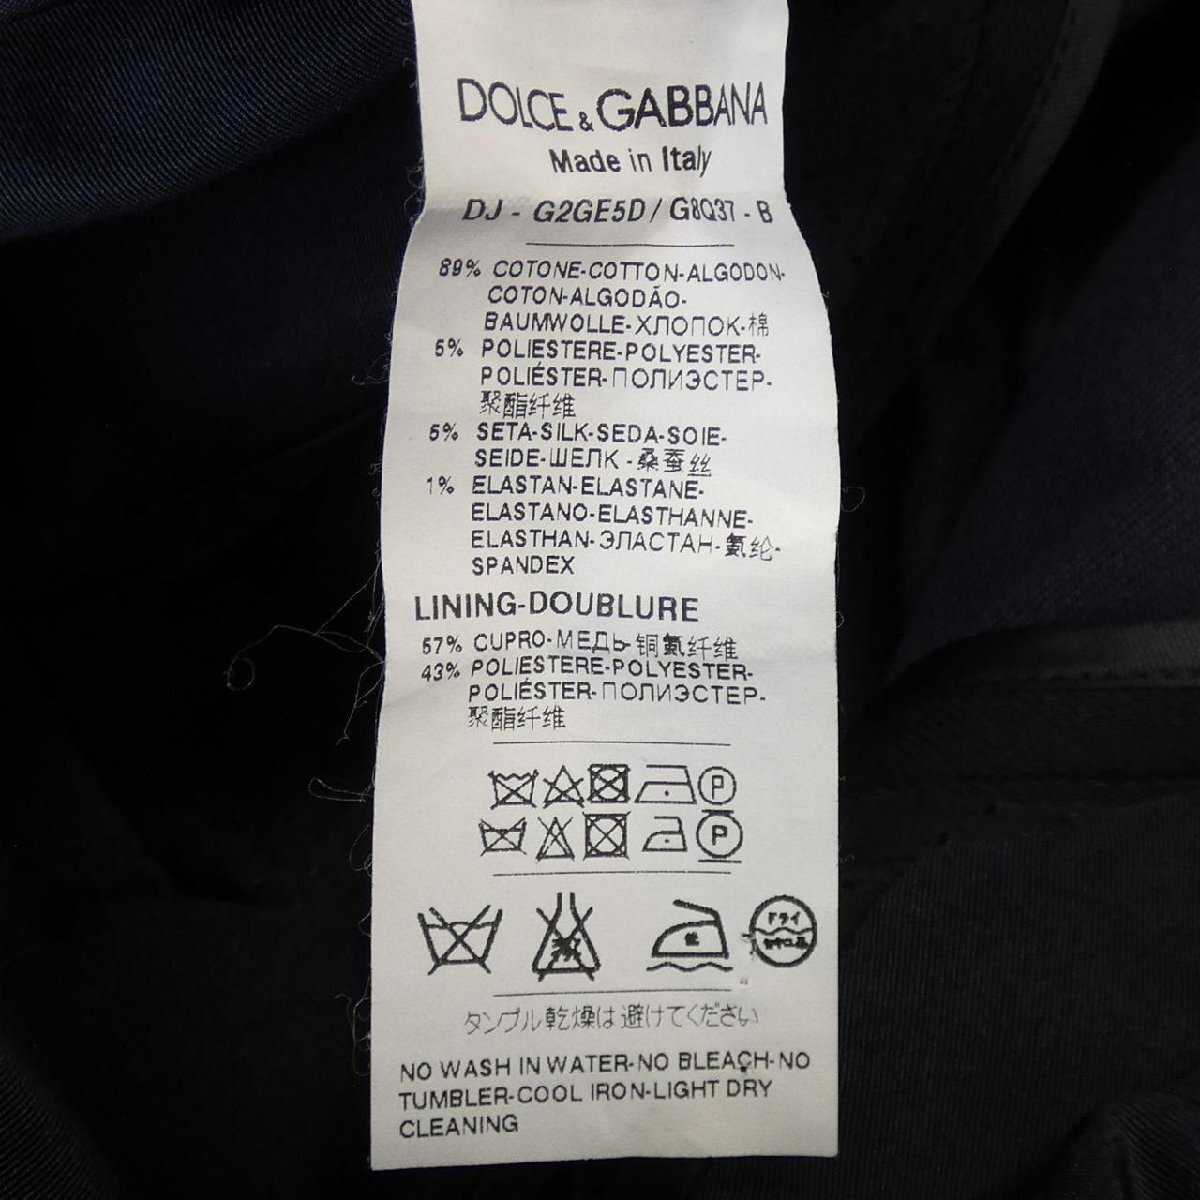 DOLCE & GABBANA
Made in Italy
DJ - G2GE5D / G8Q37 - B
89% COTONE-COTTON-ALGODON-
COTON-ALGODÃO-
BAUMWOLLE-ХЛОПОК-棉
5% POLIESTERE-POLYESTER-
POLIÉSTER-ПОЛИЭСТЕР-
聚酯纤维
5% SETA-SILK-SEDA-SOIE-
SEIDE-ШЕЛК-桑蚕丝
1% ELASTAN-ELASTANE-
ELASTANO-ELASTHANNE-
ELASTHAN-ЭЛАСТАН-氨纶-
SPANDEX
LINING-DOUBLURE
57% CUPRO-МЕДЬ-铜氨纤维
43% POLIESTERE-POLYESTER-
POLIÉSTER-ПОЛИЭСТЕР-
聚酯纤维
P
P
低 ドライ
タンブル乾燥は避けてください
NO WASH IN WATER-NO BLEACH-NO
TUMBLER-COOL IRON-LIGHT DRY
CLEANING